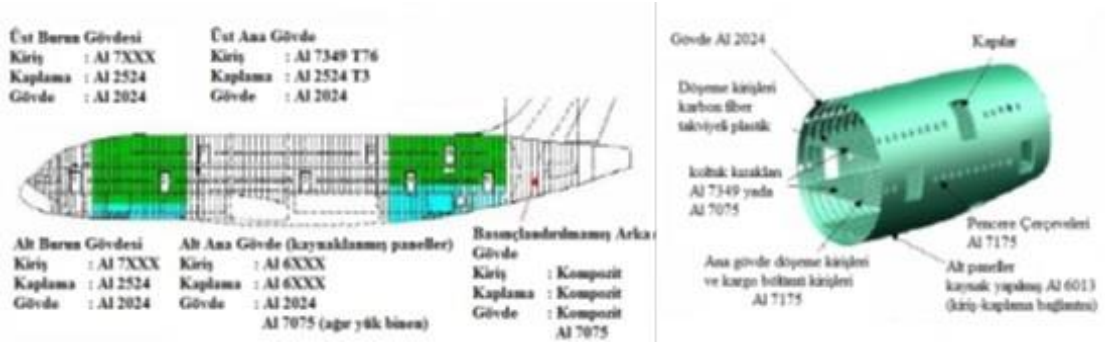 Üst Burun Gövdesi
Kiriş : Al 7XXX
Kaplama : Al 2524
Gövde : Al 2024
Üst Ana Gövde
Kiriş : Al 7349 T76
Kaplama : Al 2524 T3
Gövde : Al 2024
Alt Burun Gövdesi
Kiriş : Al 7XXX
Kaplama : Al 2524
Gövde : Al 2024
Alt Ana Gövde (kaynaklanmış paneller)
Kiriş : Al 6XXX
Kaplama : Al 6XXX
Gövde : Al 2024
Al 7075 (ağır yük binen)
Basınçlandırılmamış Arka
Gövde
Kiriş : Kompozit
Kaplama : Kompozit
Gövde : Kompozit
Al 7075
Gövde Al 2024
Kapılar
Döşeme kirişleri
karbon fiber
takviyeli plastik
koltuk kızakları
Al 7349 yada
Al 7075
Pencere Çerçeveleri
Al 7175
Ana gövde döşeme kirişleri
ve kargo bölümü kirişleri
Al 7175
Alt paneller
kaynak yapılmış Al 6013
(kiriş-kaplama bağlantısı)